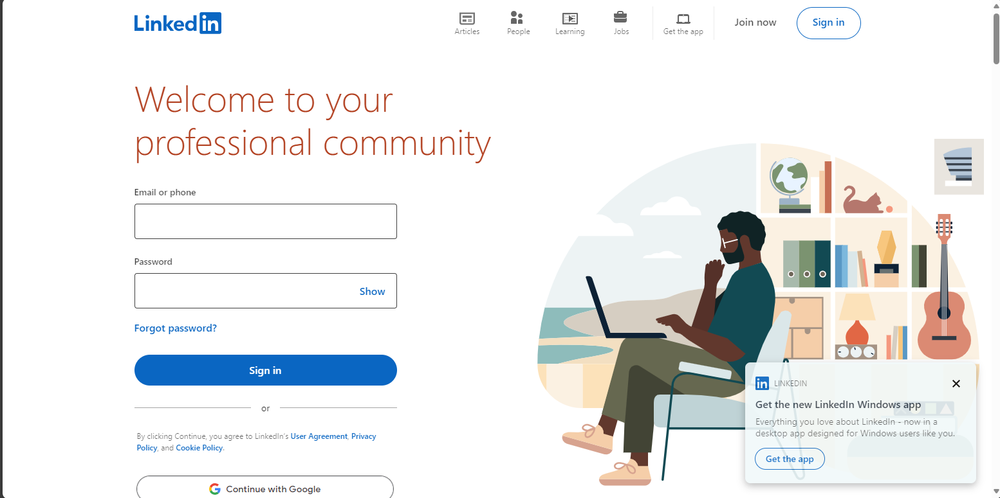 Linkedin
Articles
People
Learning
Jobs
Get the app
Join now
Sign in
Welcome to your
professional community
Email or phone
Password
Show
Forgot password?
Sign in
or
By clicking Continue, you agree to LinkedIn's User Agreement, Privacy
Policy, and Cookie Policy.
Continue with Google
in LINKEDIN
Get the new LinkedIn Windows app
Everything you love about LinkedIn - now in a
desktop app designed for Windows users like you.
Get the app